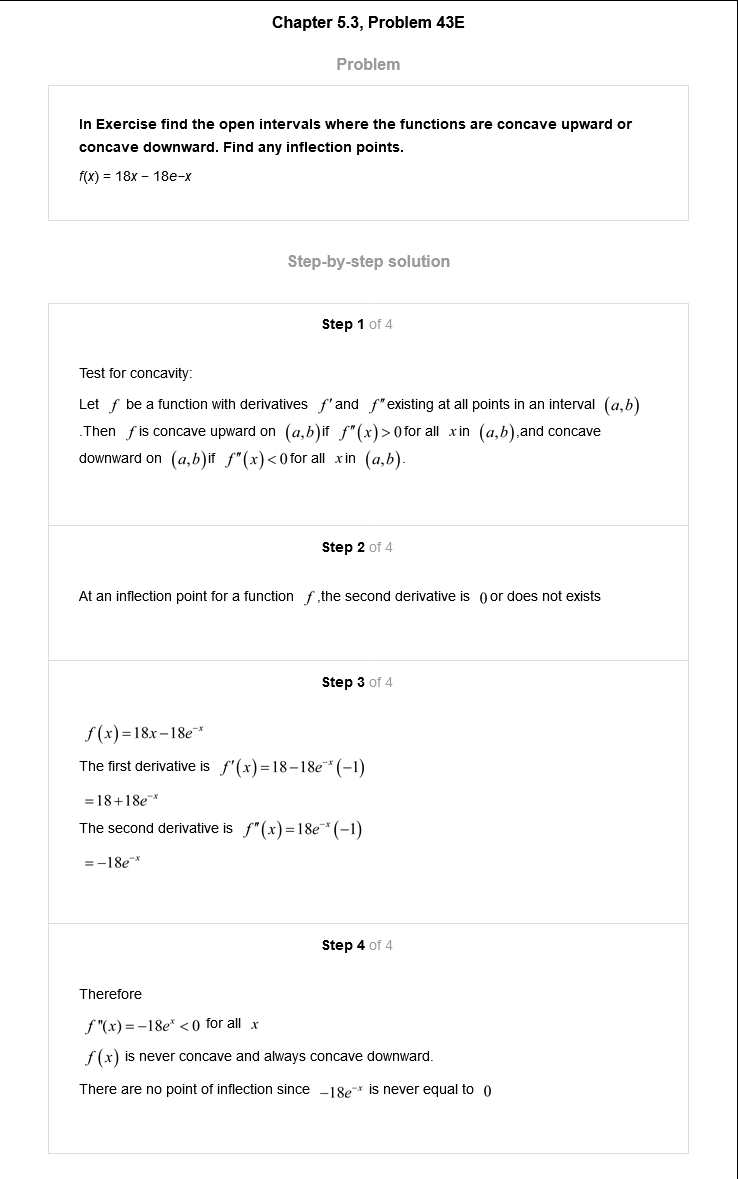 Chapter 5.3, Problem 43E
Problem
In Exercise find the open intervals where the functions are concave upward or
concave downward. Find any inflection points.
f(x) = 18x − 18e−x
Step-by-step solution
Step 1 of 4
Test for concavity:
Let f be a function with derivatives f′ and f″ existing at all points in an interval (a,b)
.Then f is concave upward on (a,b) if f″(x) > 0 for all x in (a,b),and concave
downward on (a,b) if f″(x) < 0 for all x in (a,b).
Step 2 of 4
At an inflection point for a function f ,the second derivative is 0 or does not exists
Step 3 of 4
f(x) = 18x − 18e⁻ˣ
The first derivative is f′(x) = 18 − 18e⁻ˣ(−1)
= 18 + 18e⁻ˣ
The second derivative is f″(x) = 18e⁻ˣ(−1)
= −18e⁻ˣ
Step 4 of 4
Therefore
f"(x) = −18eˣ < 0 for all x
f(x) is never concave and always concave downward.
There are no point of inflection since −18e⁻ˣ is never equal to 0